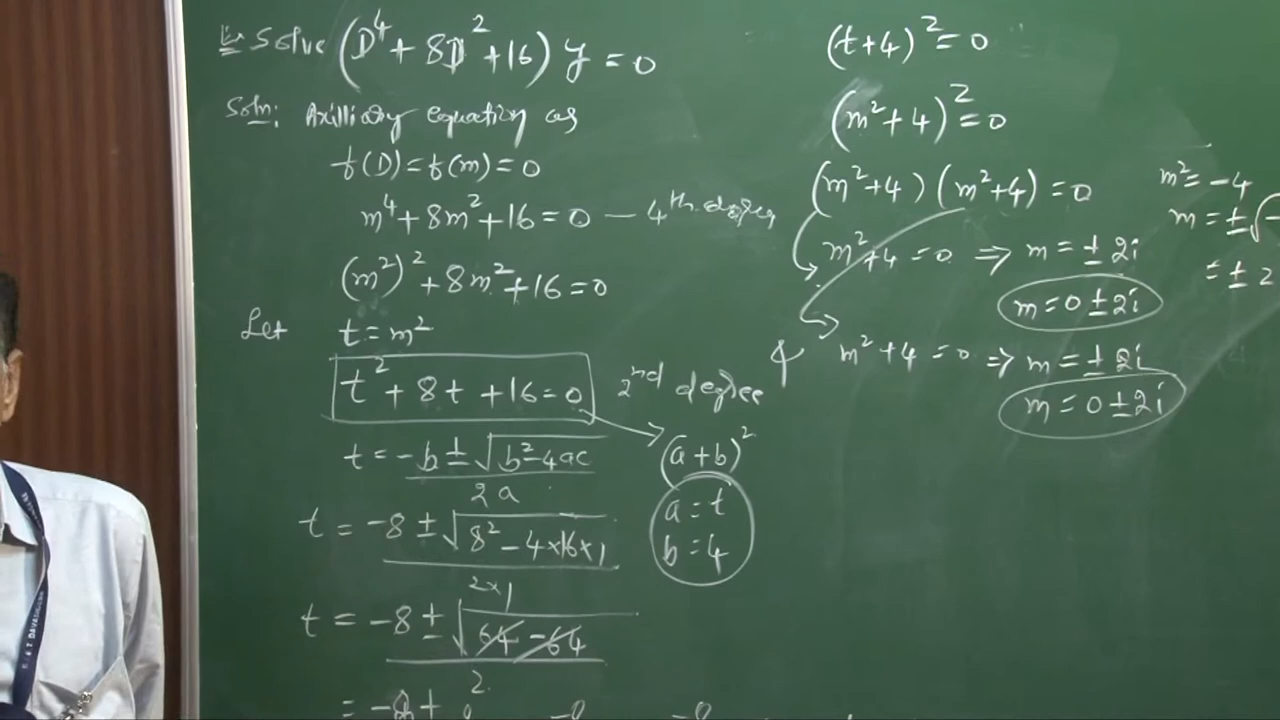 Ex Solve (D⁴ + 8D² + 16) y = 0
Soln: Axilliary equation as
f(D) = f(m) = 0
m⁴ + 8m² + 16 = 0 — 4th degree
(m²)² + 8m² + 16 = 0
Let t = m²
t² + 8t + 16 = 0 2nd degree
t = -b ± √(b² - 4ac) / 2a
t = -8 ± √(8² - 4×16×1) / 2×1
t = -8 ± √(64 - 64) / 2
(a + b)²
a = t
b = 4
(t + 4)² = 0
(m² + 4)² = 0
(m² + 4) (m² + 4) = 0
m² + 4 = 0 ⇒ m = ± 2i
m = 0 ± 2i
& m² + 4 = 0 ⇒ m = ± 2i
m = 0 ± 2i
m² = -4
m = ± √-
= ± 2